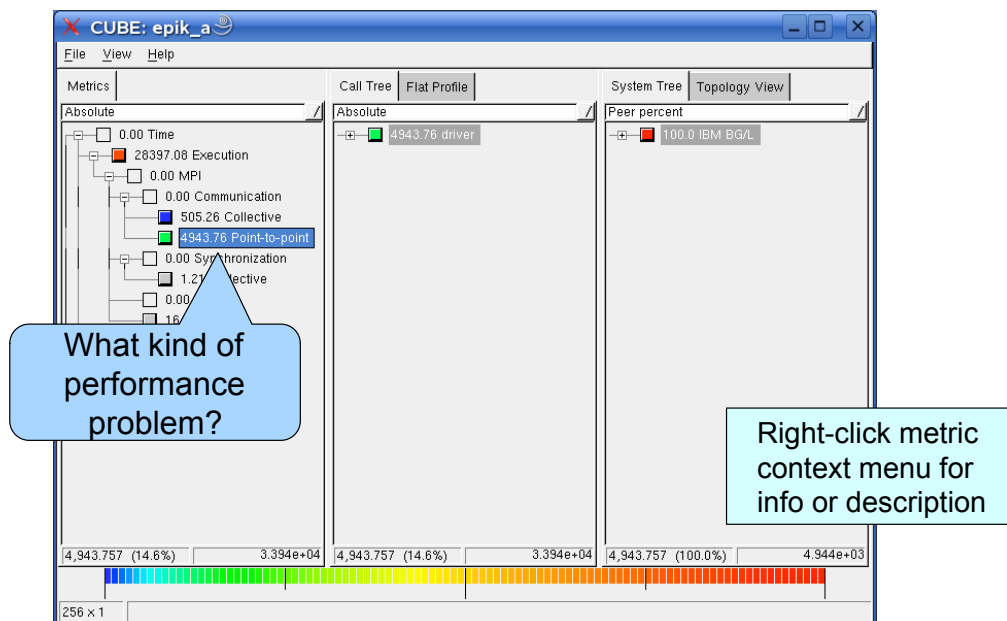 CUBE: epik_a
File View Help
Metrics
Absolute
0.00 Time
28397.08 Execution
0.00 MPI
0.00 Communication
505.26 Collective
4943.76 Point-to-point
0.00 Synchronization
1.21
0.00
16
What kind of
performance
problem?
4,943.757 (14.6%) 3.394e+04
Call Tree Flat Profile
Absolute
4943.76 driver
4,943.757 (14.6%) 3.394e+04
System Tree Topology View
Peer percent
100.0 IBM BG/L
Right-click metric
context menu for
info or description
4,943.757 (100.0%) 4.944e+03
256 x 1